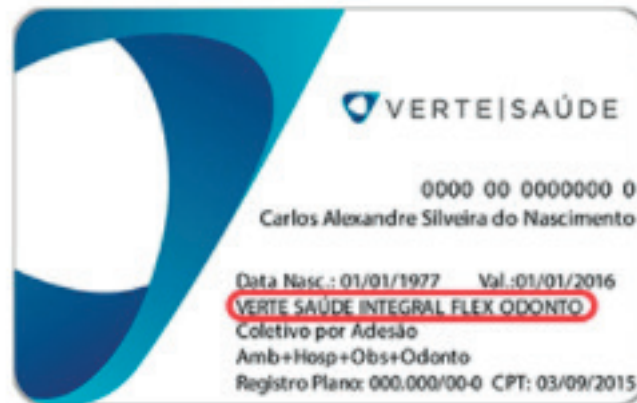 VERTE|SAÚDE
0000 00 0000000 0
Carlos Alexandre Silveira do Nascimento
Data Nasc.: 01/01/1977 Val.:01/01/2016
VERTE SAÚDE INTEGRAL FLEX ODONTO
Coletivo por Adesão
Amb+Hosp+Obs+Odonto
Registro Plano: 000.000/00-0 CPT: 03/09/2015